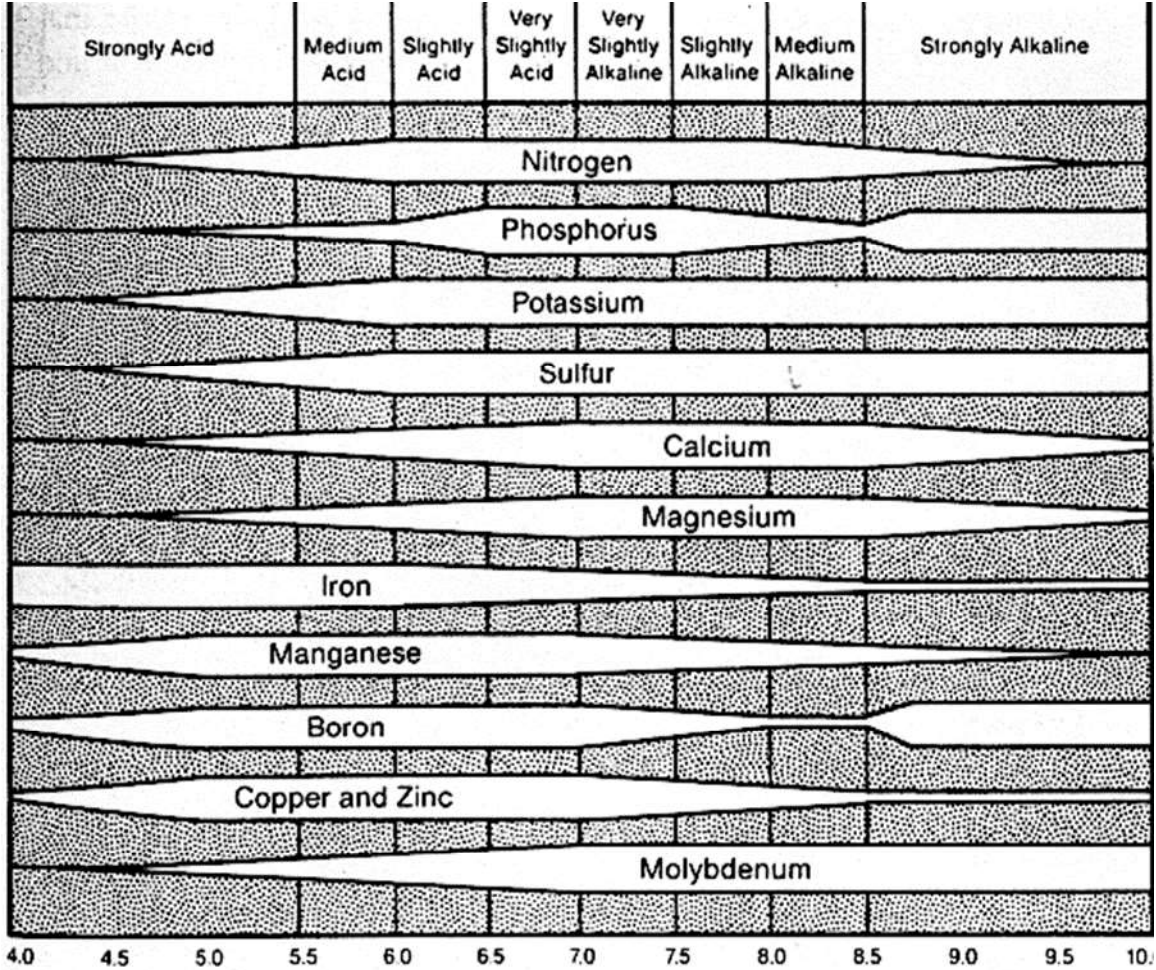 Strongly Acid
Medium
Acid
Slightly
Acid
Very
Slightly
Acid
Very
Slightly
Alkaline
Slightly
Alkaline
Medium
Alkaline
Strongly Alkaline
Nitrogen
Phosphorus
Potassium
Sulfur
Calcium
Magnesium
Iron
Manganese
Boron
Copper and Zinc
Molybdenum
4.0 4.5 5.0 5.5 6.0 6.5 7.0 7.5 8.0 8.5 9.0 9.5 10.